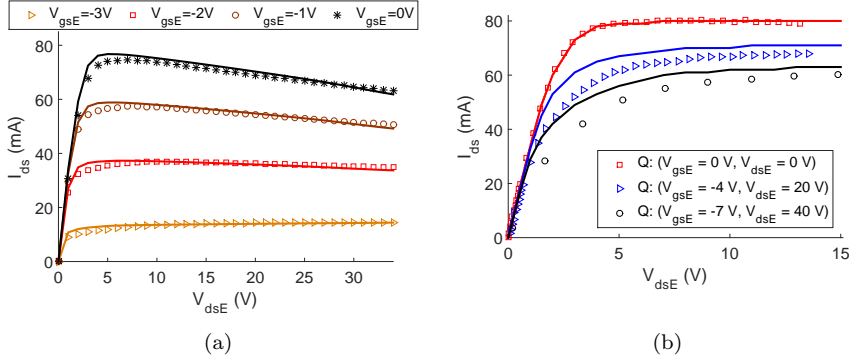 V_gsE=-3V V_gsE=-2V V_gsE=-1V V_gsE=0V
80
60
40
20
0
I_ds (mA)
0 5 10 15 20 25 30
V_dsE (V)
(a)
80
60
40
20
0
I_ds (mA)
Q: (V_gsE = 0 V, V_dsE = 0 V)
Q: (V_gsE = -4 V, V_dsE = 20 V)
Q: (V_gsE = -7 V, V_dsE = 40 V)
0 5 10 15
V_dsE (V)
(b)